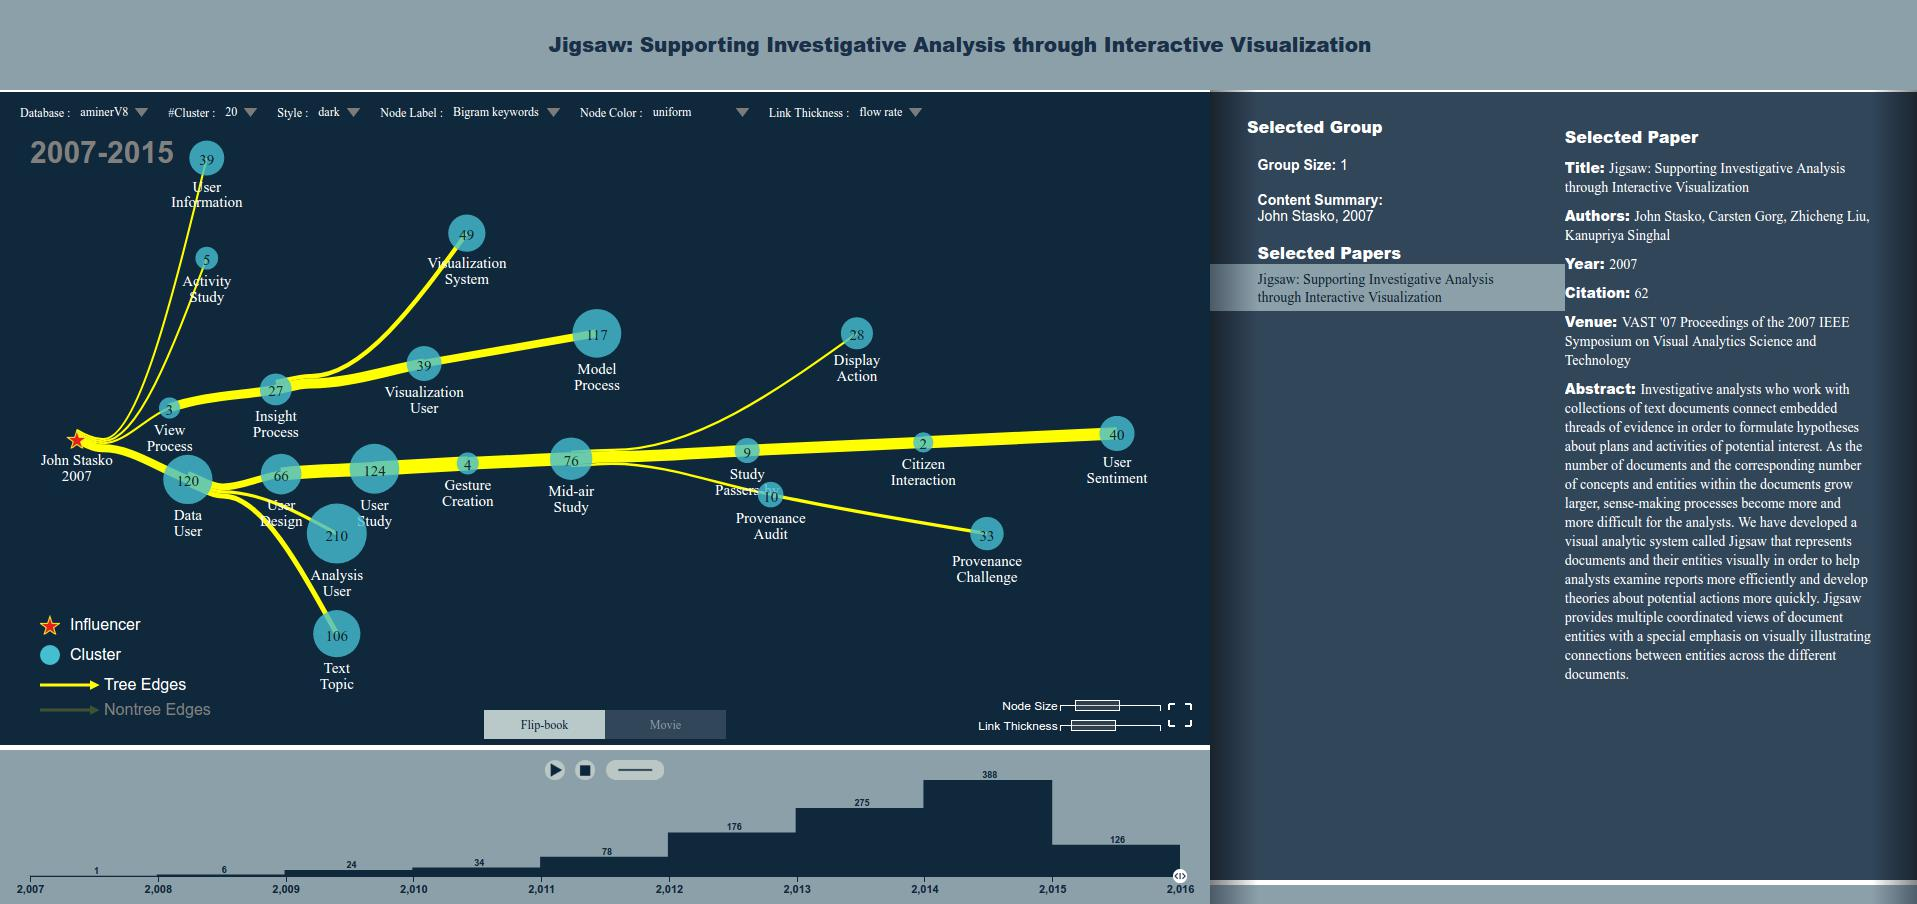 Jigsaw: Supporting Investigative Analysis through Interactive Visualization
Database : aminerV8 #Cluster : 20 Style : dark Node Label : Bigram keywords Node Color : uniform Link Thickness : flow rate
2007-2015
39
User
Information
5
Activity
Study
49
Visualization
System
117
Model
Process
39
Visualization
User
27
Insight
Process
3
View
Process
John Stasko
2007
120
Data
User
66
User
Design
124
User
Study
4
Gesture
Creation
76
Mid-air
Study
28
Display
Action
9
Study
Passers-by
2
Citizen
Interaction
40
User
Sentiment
10
Provenance
Audit
33
Provenance
Challenge
210
Analysis
User
106
Text
Topic
Influencer
Cluster
Tree Edges
Nontree Edges
Flip-book Movie
Node Size
Link Thickness
1 6 24 34 78 176 275 388 126
2,007 2,008 2,009 2,010 2,011 2,012 2,013 2,014 2,015 2,016
Selected Group
Group Size: 1
Content Summary:
John Stasko, 2007
Selected Papers
Jigsaw: Supporting Investigative Analysis
through Interactive Visualization
Selected Paper
Title: Jigsaw: Supporting Investigative Analysis
through Interactive Visualization
Authors: John Stasko, Carsten Gorg, Zhicheng Liu,
Kanupriya Singhal
Year: 2007
Citation: 62
Venue: VAST '07 Proceedings of the 2007 IEEE
Symposium on Visual Analytics Science and
Technology
Abstract: Investigative analysts who work with
collections of text documents connect embedded
threads of evidence in order to formulate hypotheses
about plans and activities of potential interest. As the
number of documents and the corresponding number
of concepts and entities within the documents grow
larger, sense-making processes become more and
more difficult for the analysts. We have developed a
visual analytic system called Jigsaw that represents
documents and their entities visually in order to help
analysts examine reports more efficiently and develop
theories about potential actions more quickly. Jigsaw
provides multiple coordinated views of document
entities with a special emphasis on visually illustrating
connections between entities across the different
documents.